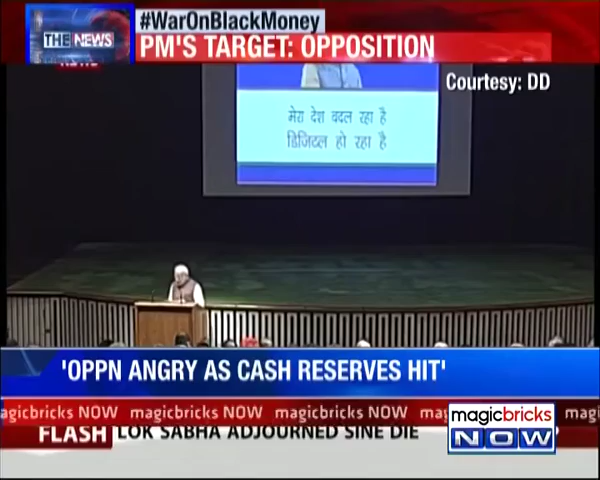 THE NEWS
#WarOnBlackMoney
PM'S TARGET: OPPOSITION
NEWS
Courtesy: DD
मेरा देश बदल रहा है
डिजिटल हो रहा है
'OPPN ANGRY AS CASH RESERVES HIT'
magicbricks NOW magicbricks NOW magicbricks NOW
magicbricks
NOW
FLASH LOK SABHA ADJOURNED SINE DIE